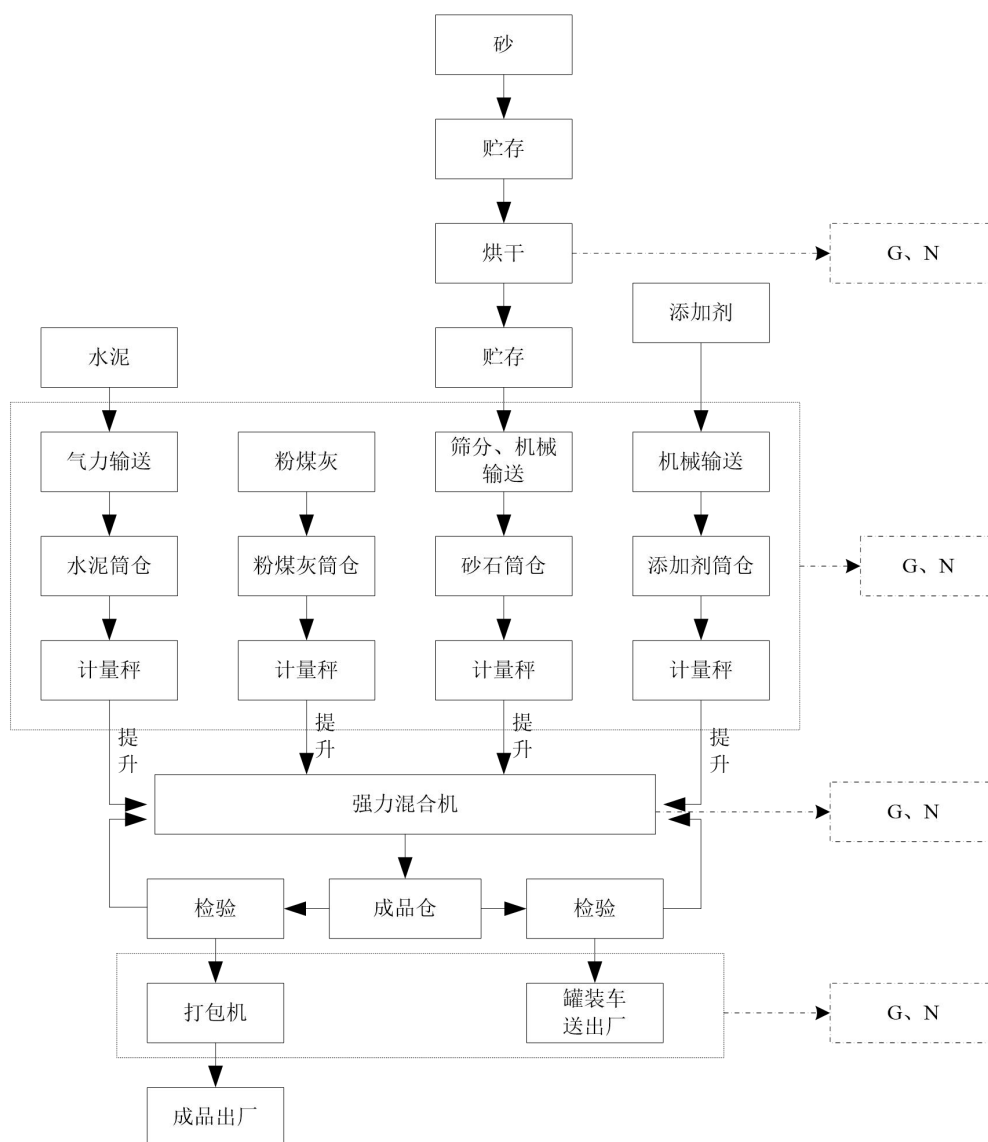 砂
贮存
烘干
G、N
添加剂
水泥
贮存
气力输送
粉煤灰
筛分、机械
输送
机械输送
水泥筒仓
粉煤灰筒仓
砂石筒仓
添加剂筒仓
G、N
计量秤
计量秤
计量秤
计量秤
提
升
提
升
提
升
提
升
强力混合机
G、N
检验
成品仓
检验
打包机
罐装车
送出厂
G、N
成品出厂